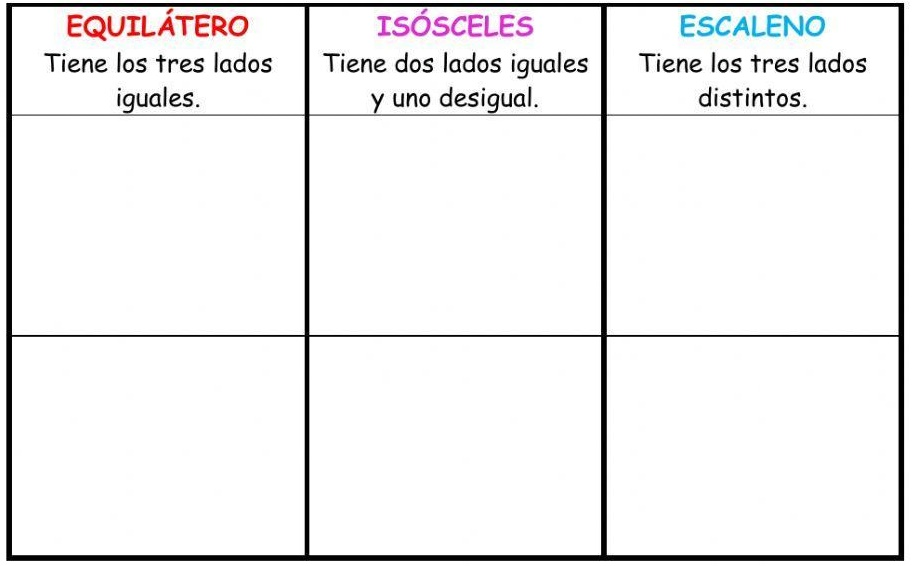 EQUILÁTERO
Tiene los tres lados
iguales.
ISÓSCELES
Tiene dos lados iguales
y uno desigual.
ESCALENO
Tiene los tres lados
distintos.